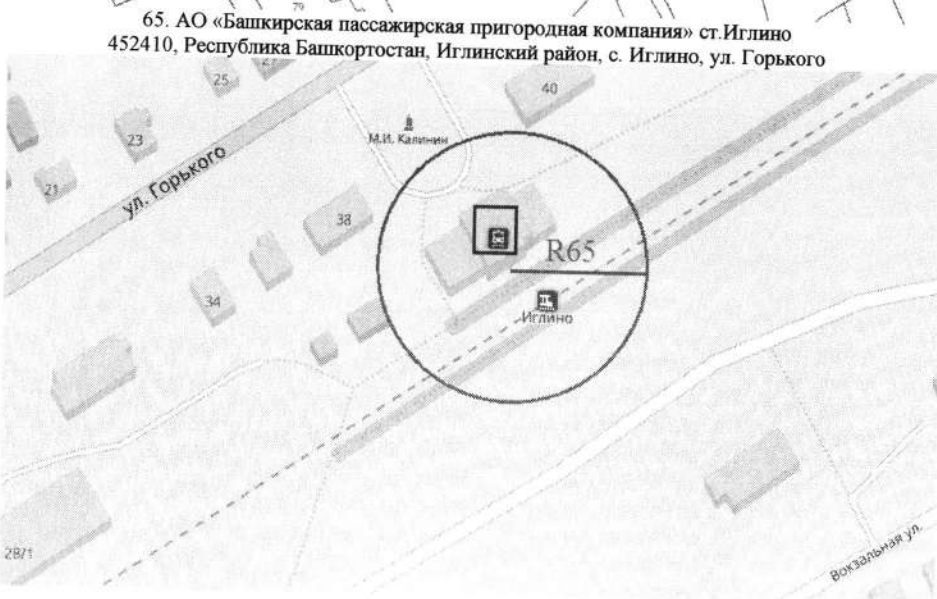 79
65. АО «Башкирская пассажирская пригородная компания» ст.Иглино
452410, Республика Башкортостан, Иглинский район, с. Иглино, ул. Горького
25
40
М.И. Калинин
23
ул. Горького
21
38
R65
34
Иглино
28/1
Вокзальная ул.